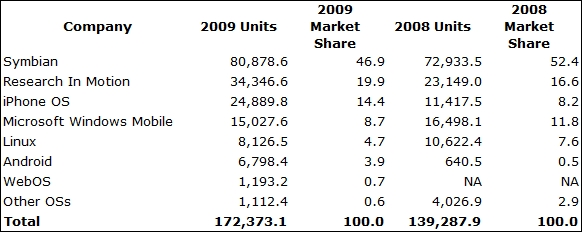 Company 2009 Units 2009 Market Share 2008 Units 2008 Market Share
Symbian 80,878.6 46.9 72,933.5 52.4
Research In Motion 34,346.6 19.9 23,149.0 16.6
iPhone OS 24,889.8 14.4 11,417.5 8.2
Microsoft Windows Mobile 15,027.6 8.7 16,498.1 11.8
Linux 8,126.5 4.7 10,622.4 7.6
Android 6,798.4 3.9 640.5 0.5
WebOS 1,193.2 0.7 NA NA
Other OSs 1,112.4 0.6 4,026.9 2.9
Total 172,373.1 100.0 139,287.9 100.0